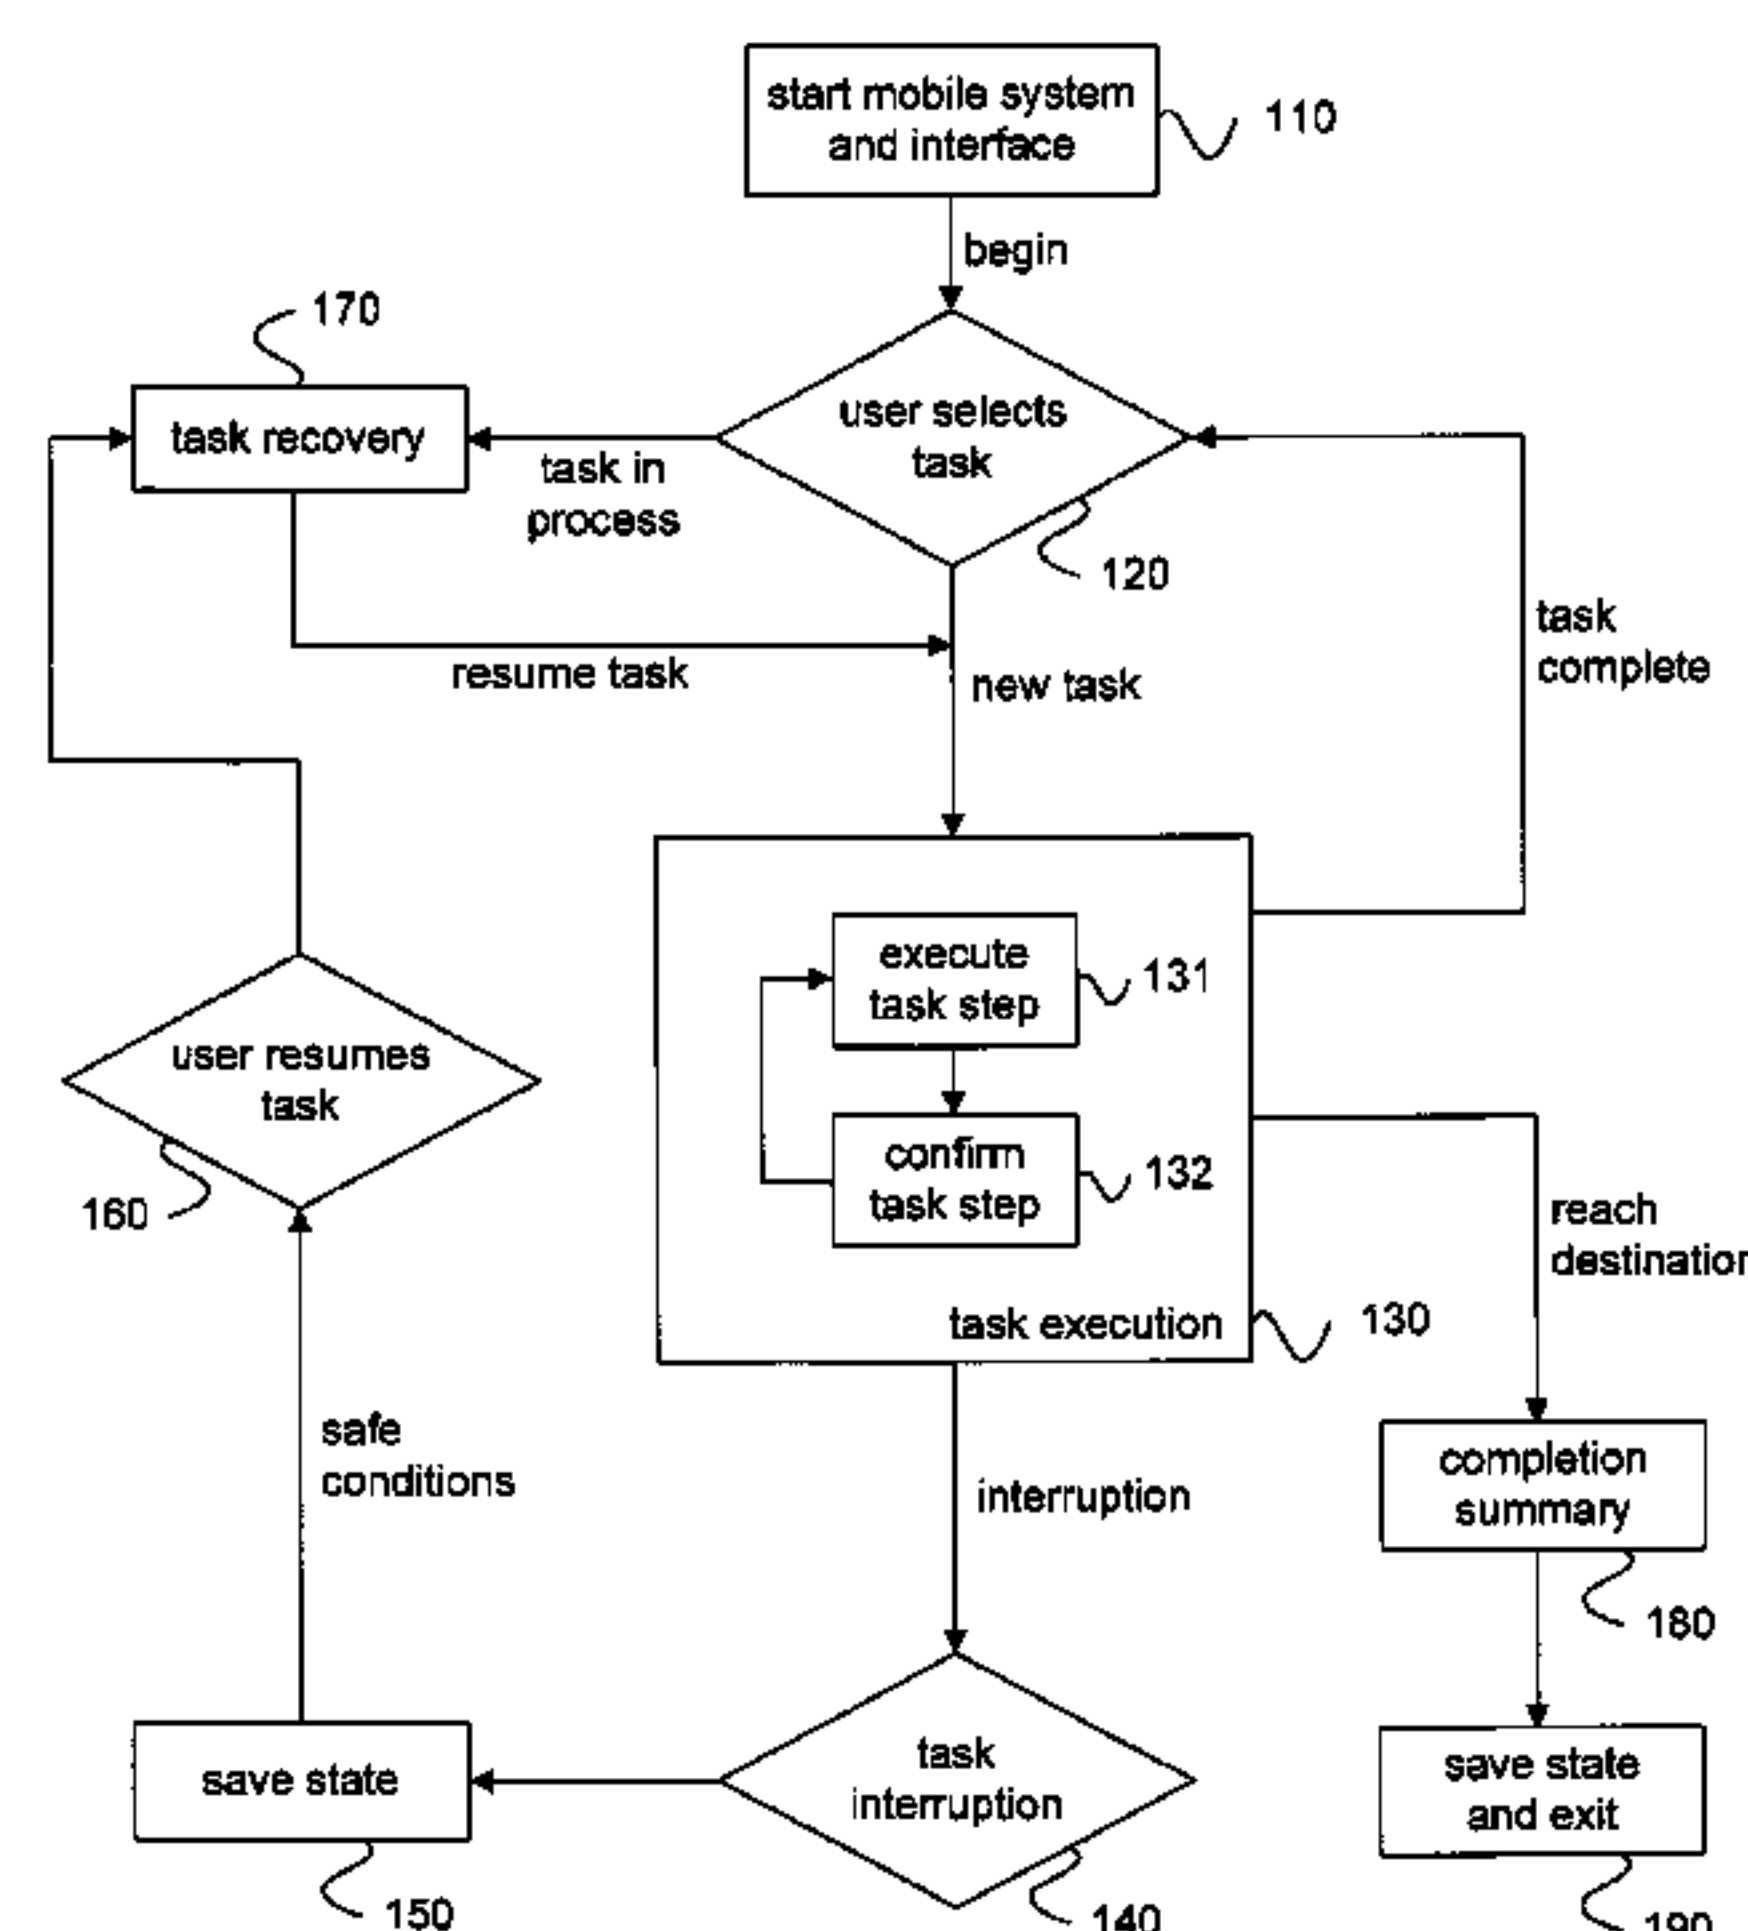 start mobile system
and interface
110
begin
170
task recovery
user selects
task
task in
process
120
resume task
new task
task
complete
execute
task step
131
user resumes
task
160
confirm
task step
132
reach
destination
task execution
130
safe
conditions
interruption
completion
summary
180
save state
task
interruption
save state
and exit
150
140
190